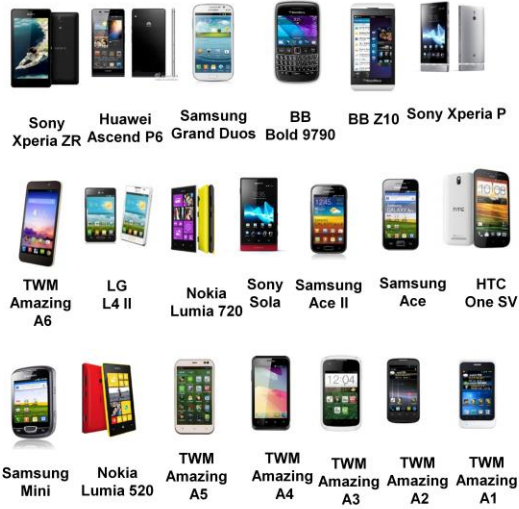 Sony
Xperia ZR
Huawei
Ascend P6
Samsung
Grand Duos
BB
Bold 9790
BB Z10
Sony Xperia P
TWM
Amazing
A6
LG
L4 II
Nokia
Lumia 720
Sony
Sola
Samsung
Ace II
Samsung
Ace
HTC
One SV
Samsung
Mini
Nokia
Lumia 520
TWM
Amazing
A5
TWM
Amazing
A4
TWM
Amazing
A3
TWM
Amazing
A2
TWM
Amazing
A1